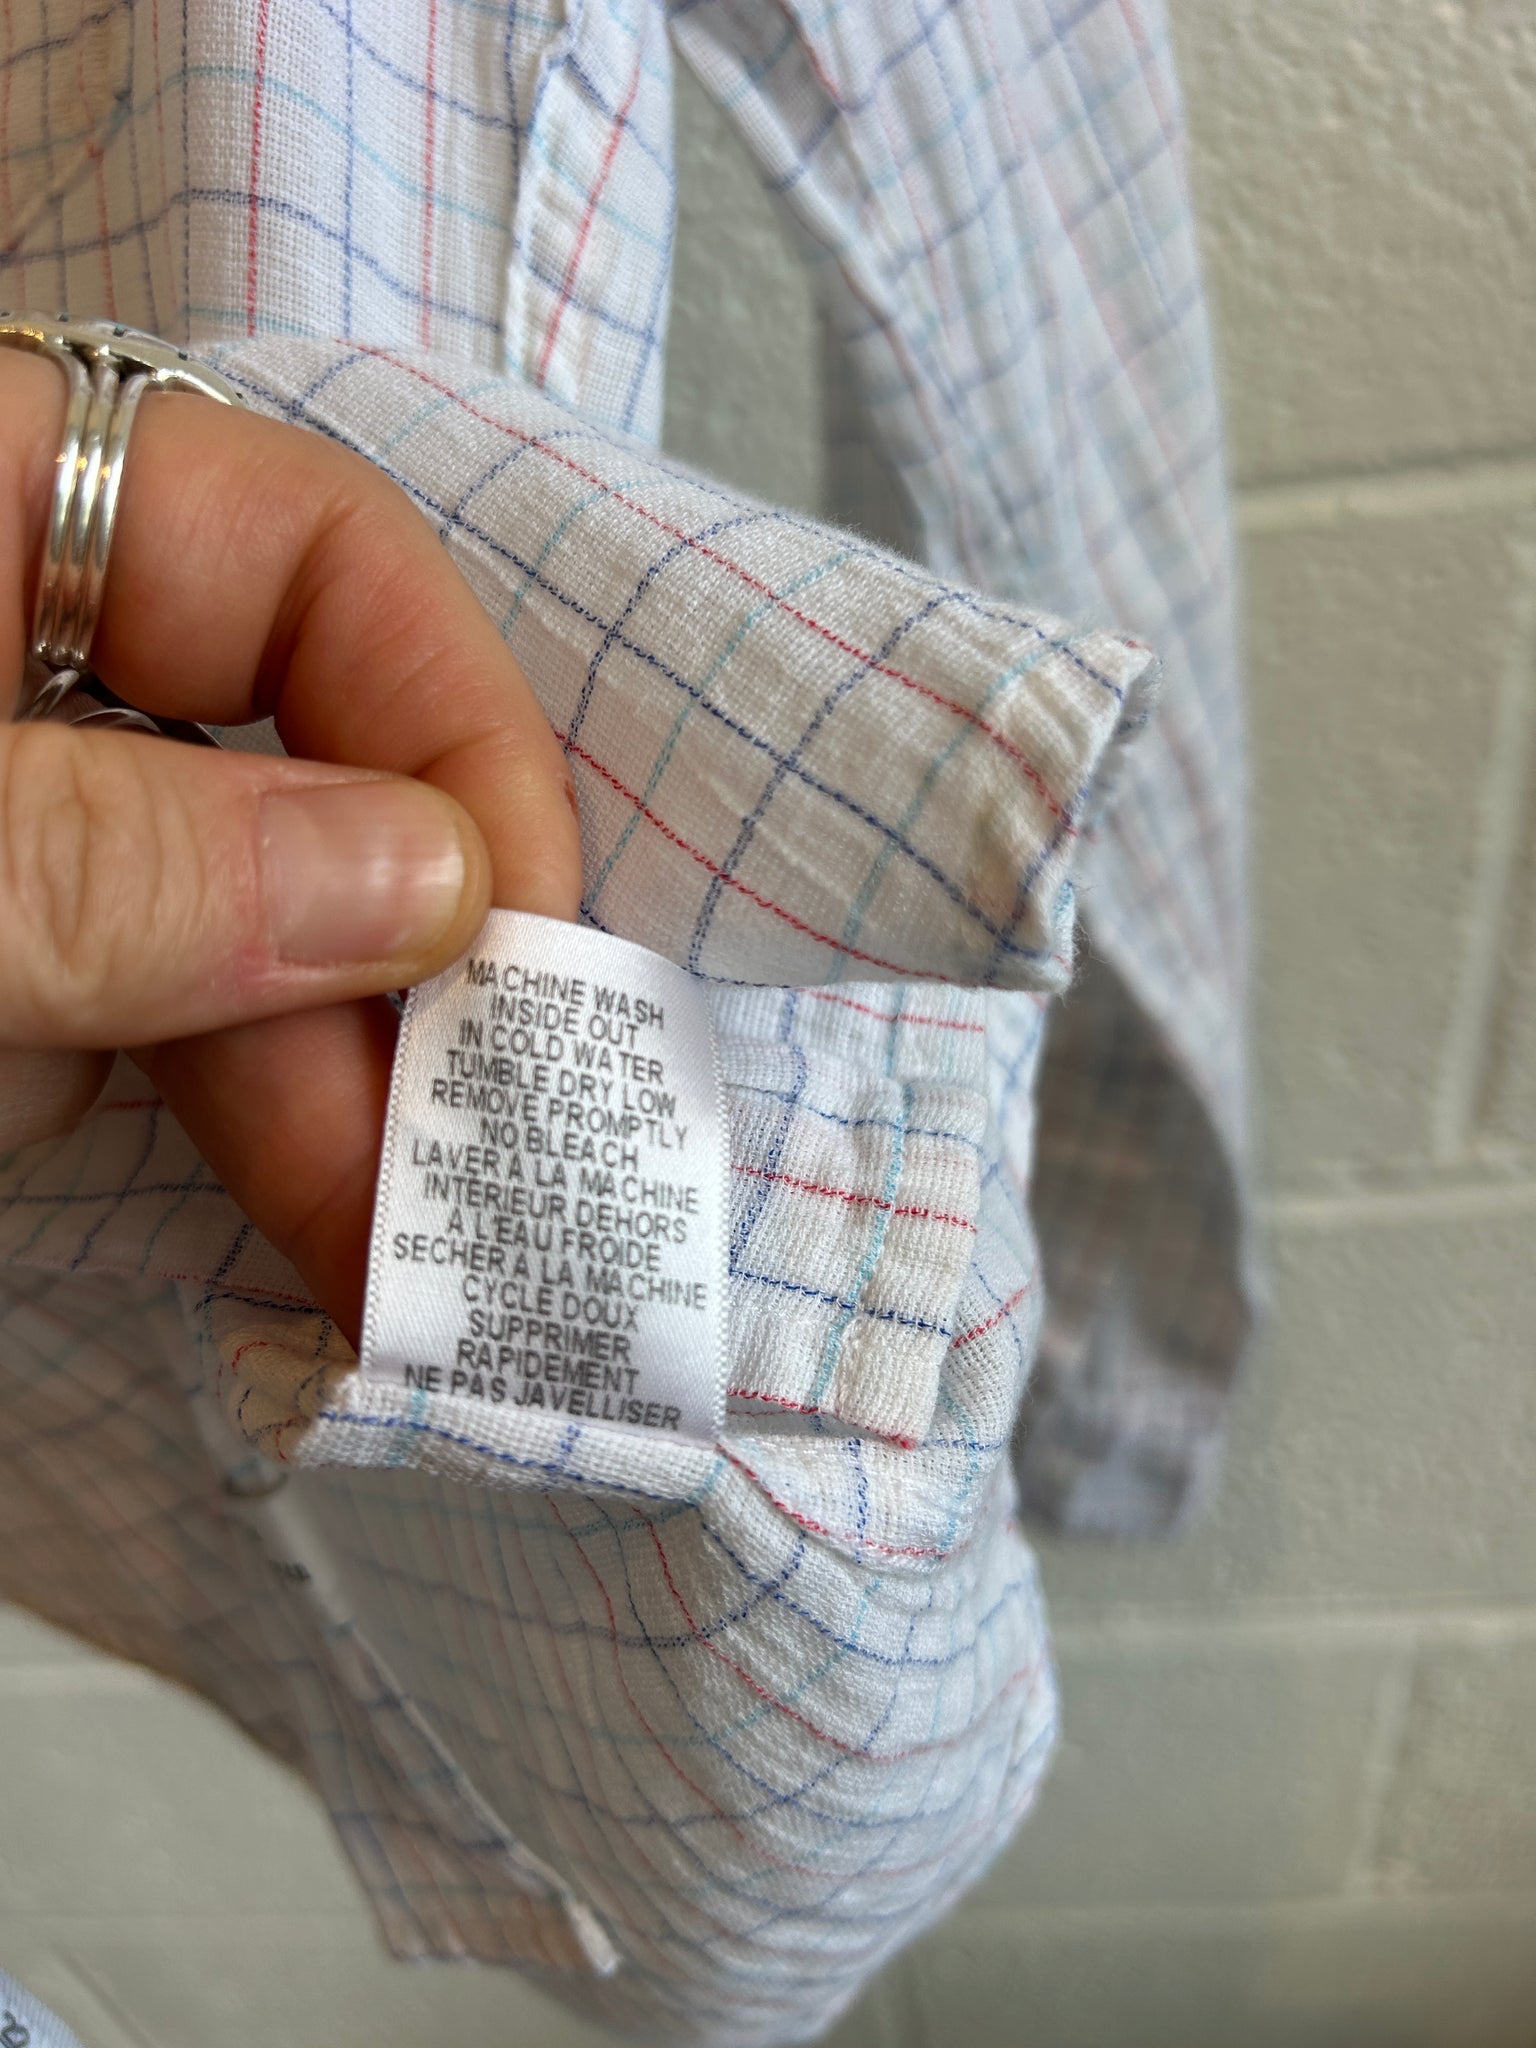 MACHINE WASH
INSIDE OUT
IN COLD WATER
TUMBLE DRY LOW
REMOVE PROMPTLY
NO BLEACH
LAVER A LA MACHINE
INTERIEUR DEHORS
A L'EAU FROIDE
SECHER A LA MACHINE
CYCLE DOUX
SUPPRIMER
RAPIDEMENT
NE PAS JAVELLISER